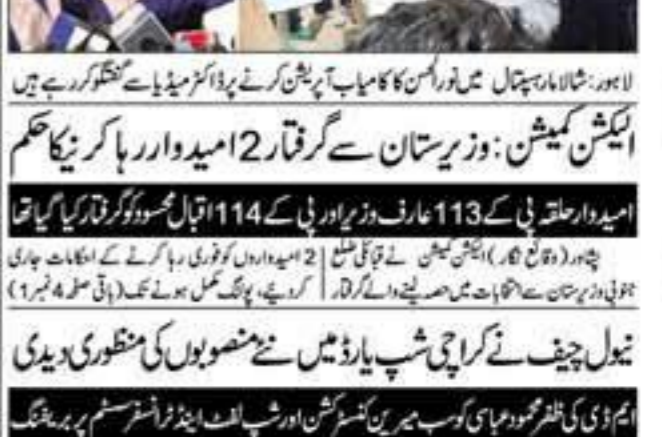 لاہور: شالامار ہسپتال میں نورالحسن کا کامیاب آپریشن کرنے پر ڈاکٹر میڈیا سے گفتگو کر رہے ہیں
الیکشن کمیشن: وزیرستان سے گرفتار 2 امیدوار رہا کرنیکا حکم
امیدوار حلقہ پی کے 113 عارف وزیر اور پی کے 114 اقبال محسود کو گرفتار کیا گیا تھا
پشاور (وقائع نگار) الیکشن کمیشن نے قبائلی ضلع
جنوبی وزیرستان سے انتخابات میں حصہ لینے والے گرفتار
2 امیدواروں کو فوری رہا کرنے کے احکامات جاری
کردیئے، پولنگ مکمل ہونے تک (باقی صفحہ 4 نمبر 1)
نیول چیف نے کراچی شپ یارڈ میں نئے منصوبوں کی منظوری دیدی
ایم ڈی کی ظفر محمود عباسی کو سب میرین کنسٹرکشن اور شپ لفٹ اینڈ ٹرانسفر سسٹم پر بریفنگ